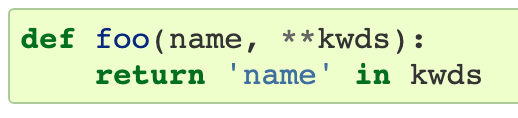 def foo(name, **kwds):
    return 'name' in kwds